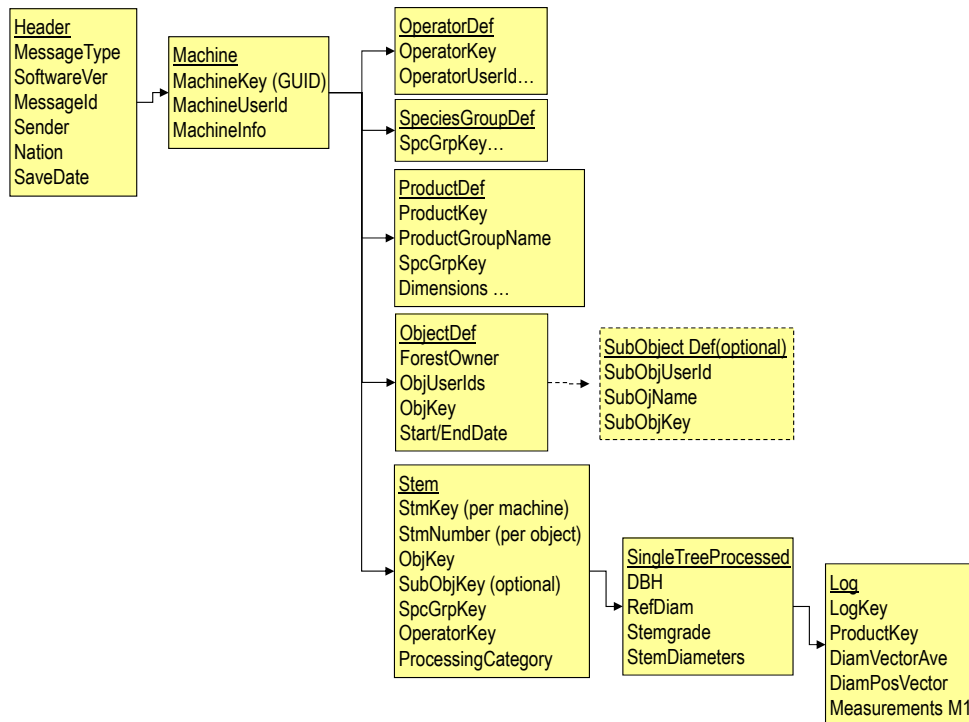 Header
MessageType
SoftwareVer
MessageId
Sender
Nation
SaveDate
Machine
MachineKey (GUID)
MachineUserId
MachineInfo
OperatorDef
OperatorKey
OperatorUserId…
SpeciesGroupDef
SpcGrpKey…
ProductDef
ProductKey
ProductGroupName
SpcGrpKey
Dimensions …
ObjectDef
ForestOwner
ObjUserIds
ObjKey
Start/EndDate
SubObject Def(optional)
SubObjUserId
SubOjName
SubObjKey
Stem
StmKey (per machine)
StmNumber (per object)
ObjKey
SubObjKey (optional)
SpcGrpKey
OperatorKey
ProcessingCategory
SingleTreeProcessed
DBH
RefDiam
Stemgrade
StemDiameters
Log
LogKey
ProductKey
DiamVectorAve
DiamPosVector
Measurements M1